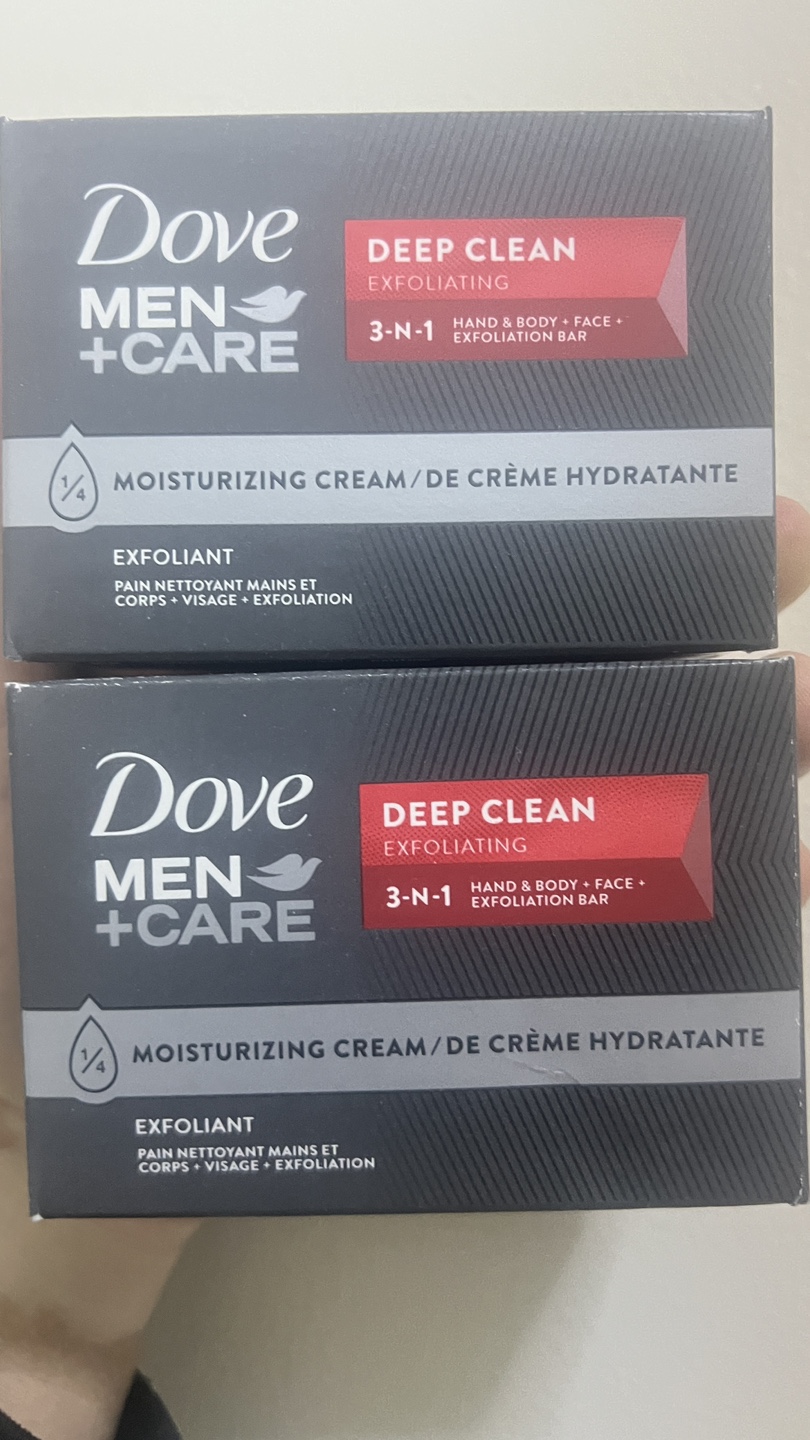 Dove
MEN
+CARE
DEEP CLEAN
EXFOLIATING
3-N-1 HAND & BODY + FACE +
EXFOLIATION BAR
1/4 MOISTURIZING CREAM/DE CRÈME HYDRATANTE
EXFOLIANT
PAIN NETTOYANT MAINS ET
CORPS + VISAGE + EXFOLIATION
Dove
MEN
+CARE
DEEP CLEAN
EXFOLIATING
3-N-1 HAND & BODY + FACE +
EXFOLIATION BAR
1/4 MOISTURIZING CREAM/DE CRÈME HYDRATANTE
EXFOLIANT
PAIN NETTOYANT MAINS ET
CORPS + VISAGE + EXFOLIATION